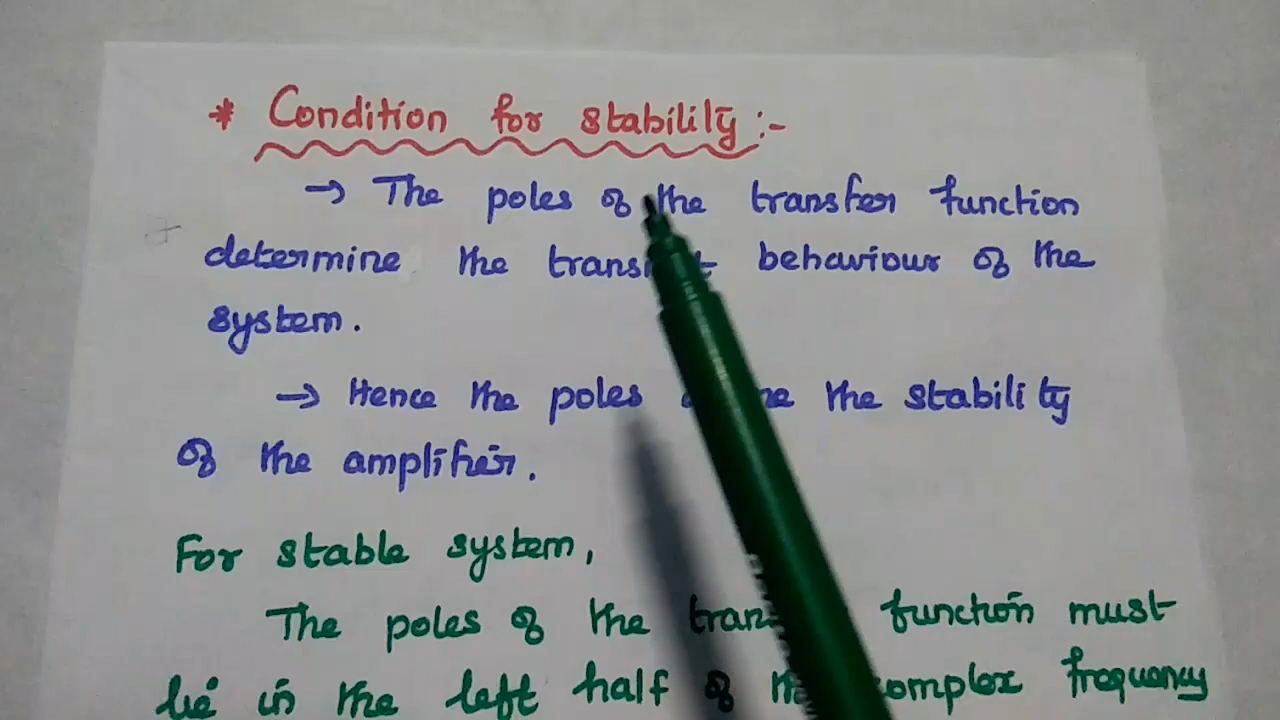 * Condition for stability :-
→ The poles of the transfer function
determine the behaviour of the
system.
→ Hence the poles the stability
of the amplifier.
For stable system,
The poles of the function must
lie in the left half of the complex frequency